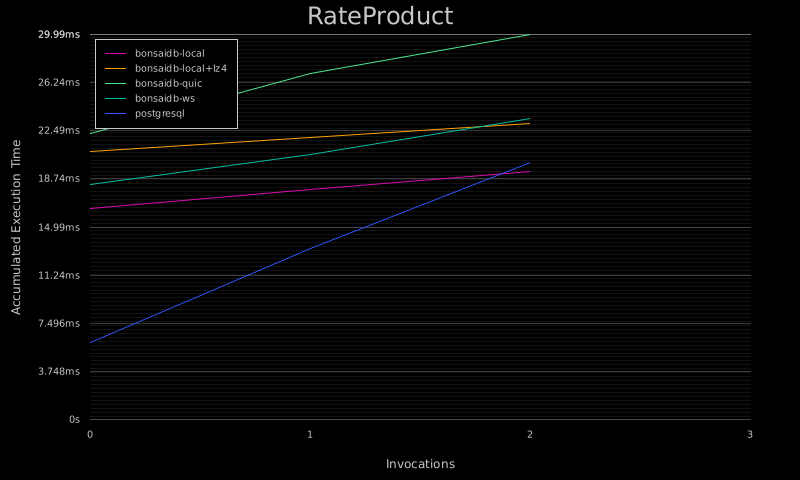 RateProduct
29.99ms
26.24ms
22.49ms
18.74ms
14.99ms
11.24ms
7.496ms
3.748ms
0s
bonsaidb-local
bonsaidb-local+lz4
bonsaidb-quic
bonsaidb-ws
postgresql
Accumulated Execution Time
0 1 2 3
Invocations